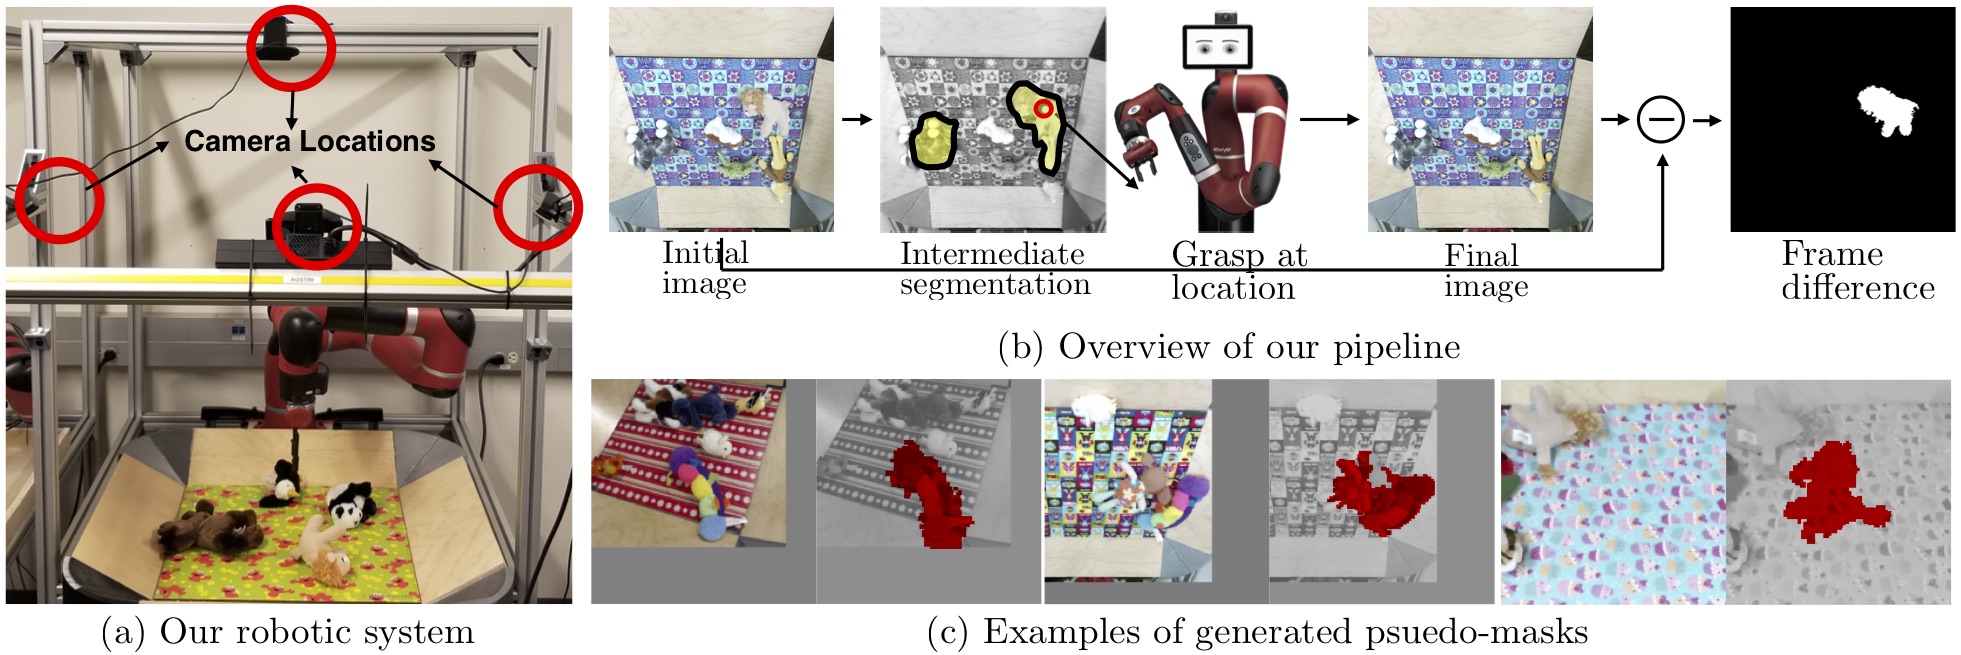 Camera Locations
AUSTRI
(a) Our robotic system
Initial
image
Intermediate
segmentation
Grasp at
location
Final
image
Frame
difference
(b) Overview of our pipeline
(c) Examples of generated psuedo-masks